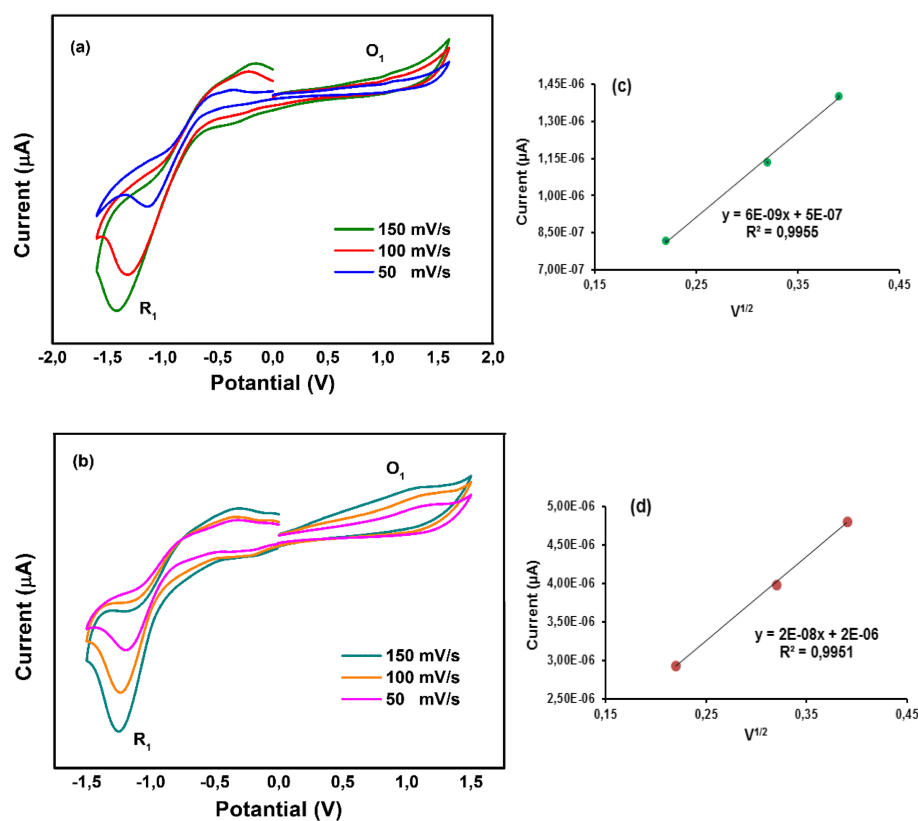 (a)
O1
150 mV/s
100 mV/s
50 mV/s
R1
Current (µA)
-2,0 -1,5 -1,0 -0,5 0,0 0,5 1,0 1,5 2,0
Potential (V)
(c)
1,45E-06
1,30E-06
1,15E-06
1,00E-06
8,50E-07
7,00E-07
Current (µA)
y = 6E-09x + 5E-07
R² = 0,9955
0,15 0,25 0,35 0,45
V1/2
(b)
O1
150 mV/s
100 mV/s
50 mV/s
R1
Current (µA)
-1,5 -1,0 -0,5 0,0 0,5 1,0 1,5
Potential (V)
(d)
5,00E-06
4,50E-06
4,00E-06
3,50E-06
3,00E-06
2,50E-06
Current (µA)
y = 2E-08x + 2E-06
R² = 0,9951
0,15 0,25 0,35 0,45
V1/2